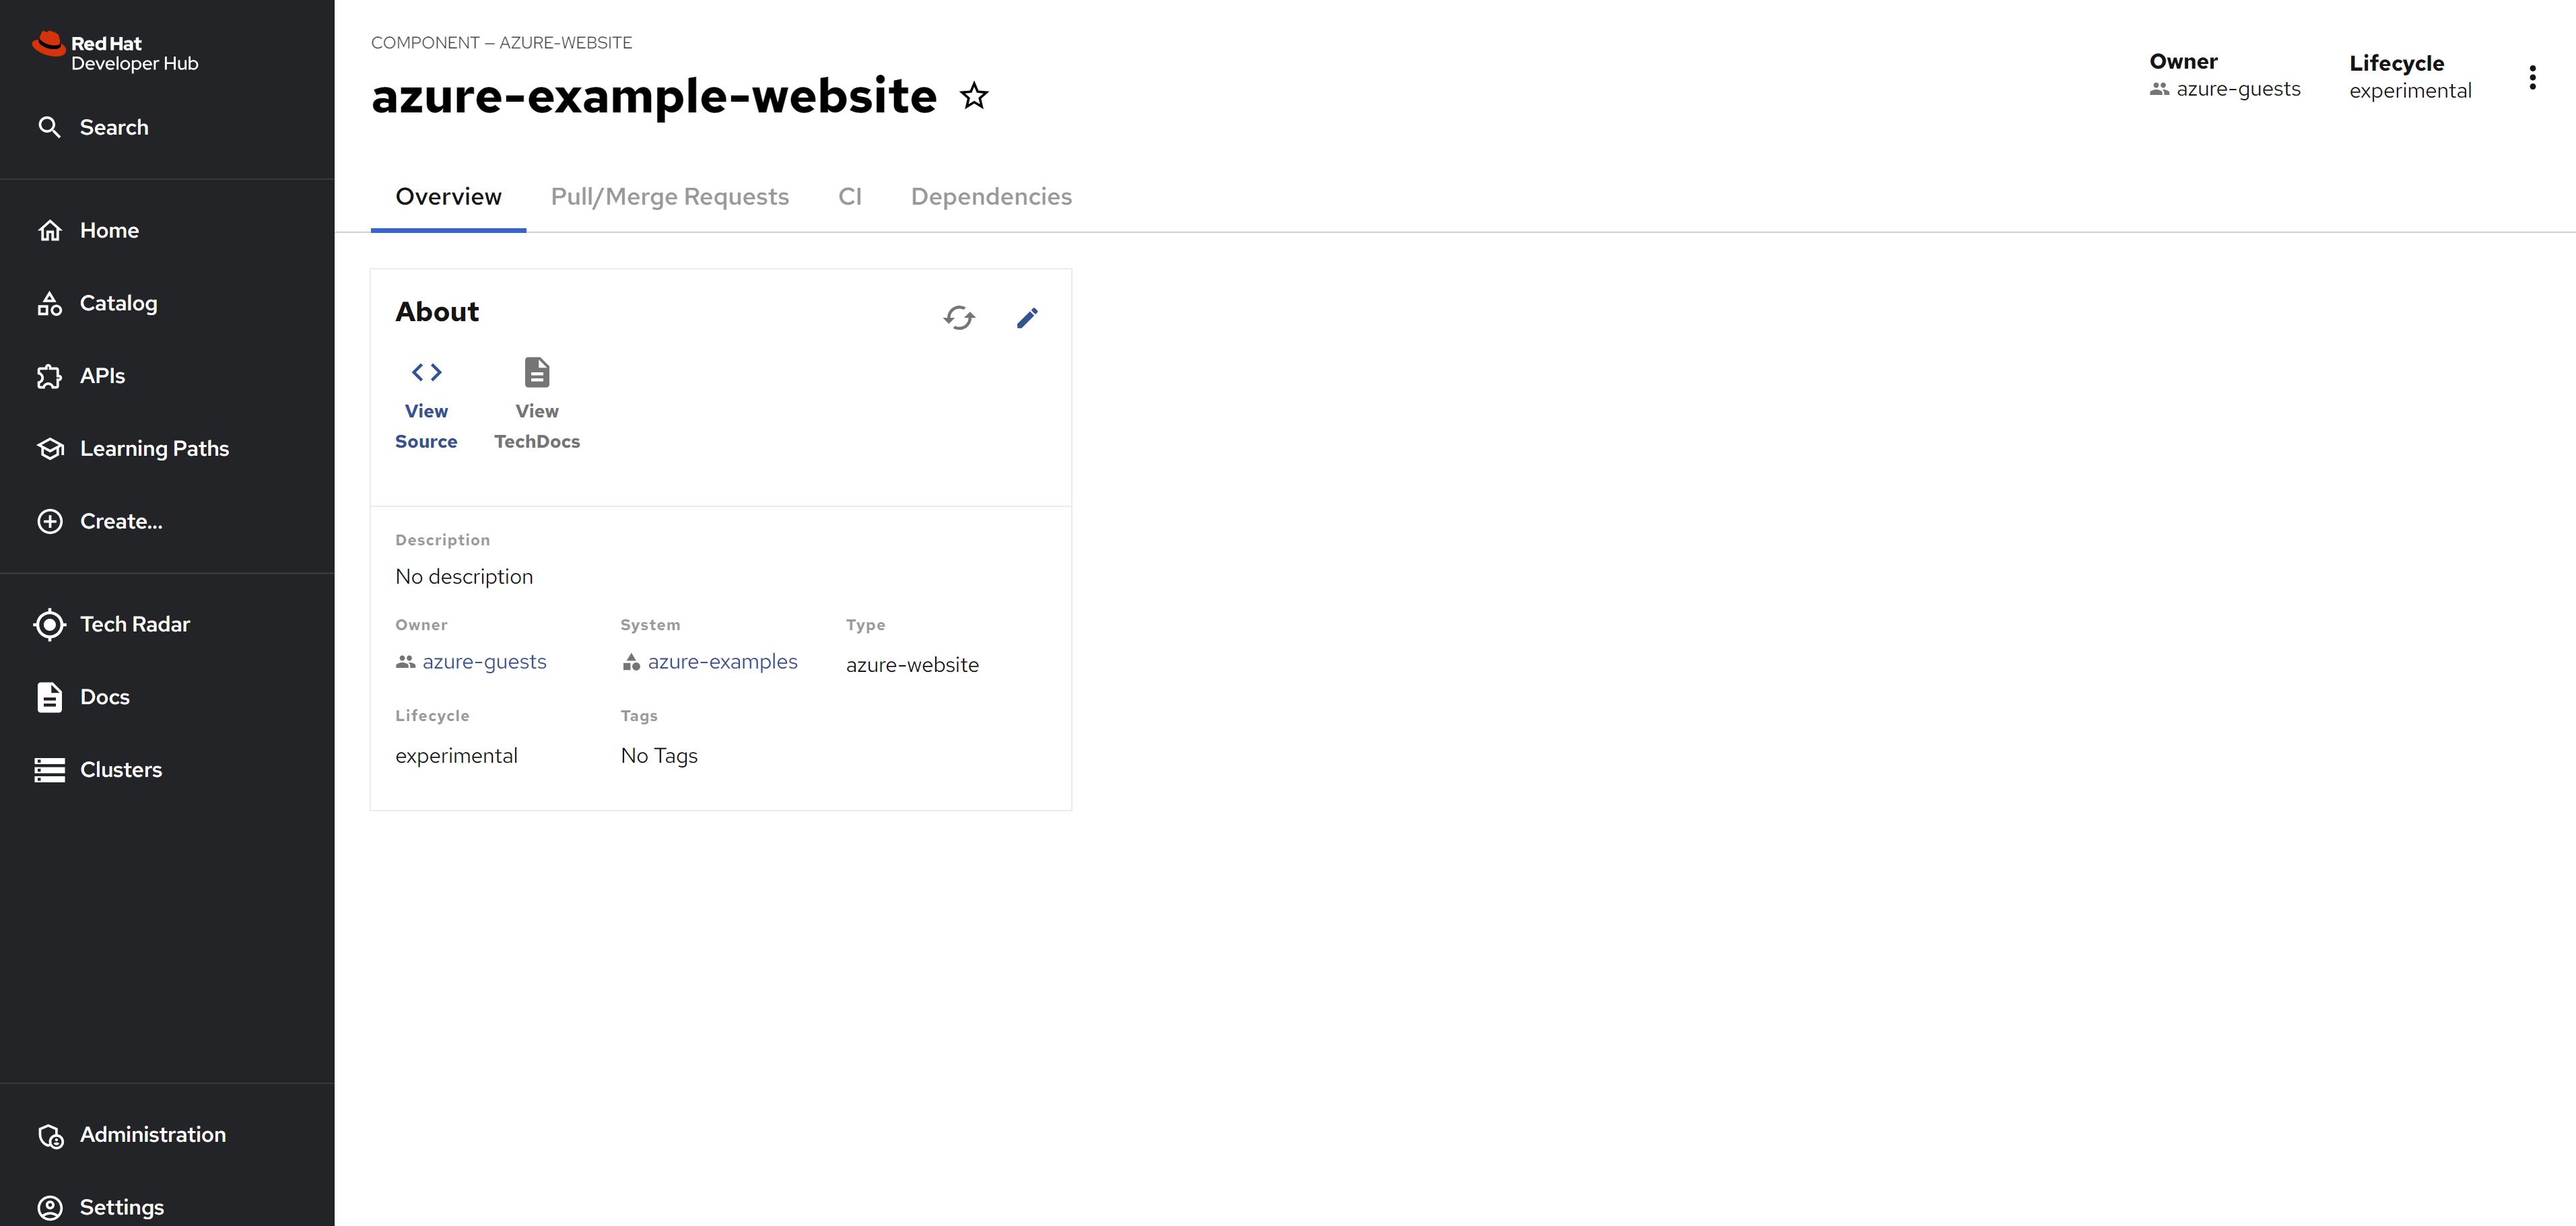 Red Hat
Developer Hub
Search
Home
Catalog
APIs
Learning Paths
Create...
Tech Radar
Docs
Clusters
Administration
Settings
COMPONENT — AZURE-WEBSITE
azure-example-website
Owner
azure-guests
Lifecycle
experimental
Overview Pull/Merge Requests CI Dependencies
About
View Source
View TechDocs
Description
No description
Owner System Type
azure-guests azure-examples azure-website
Lifecycle Tags
experimental No Tags